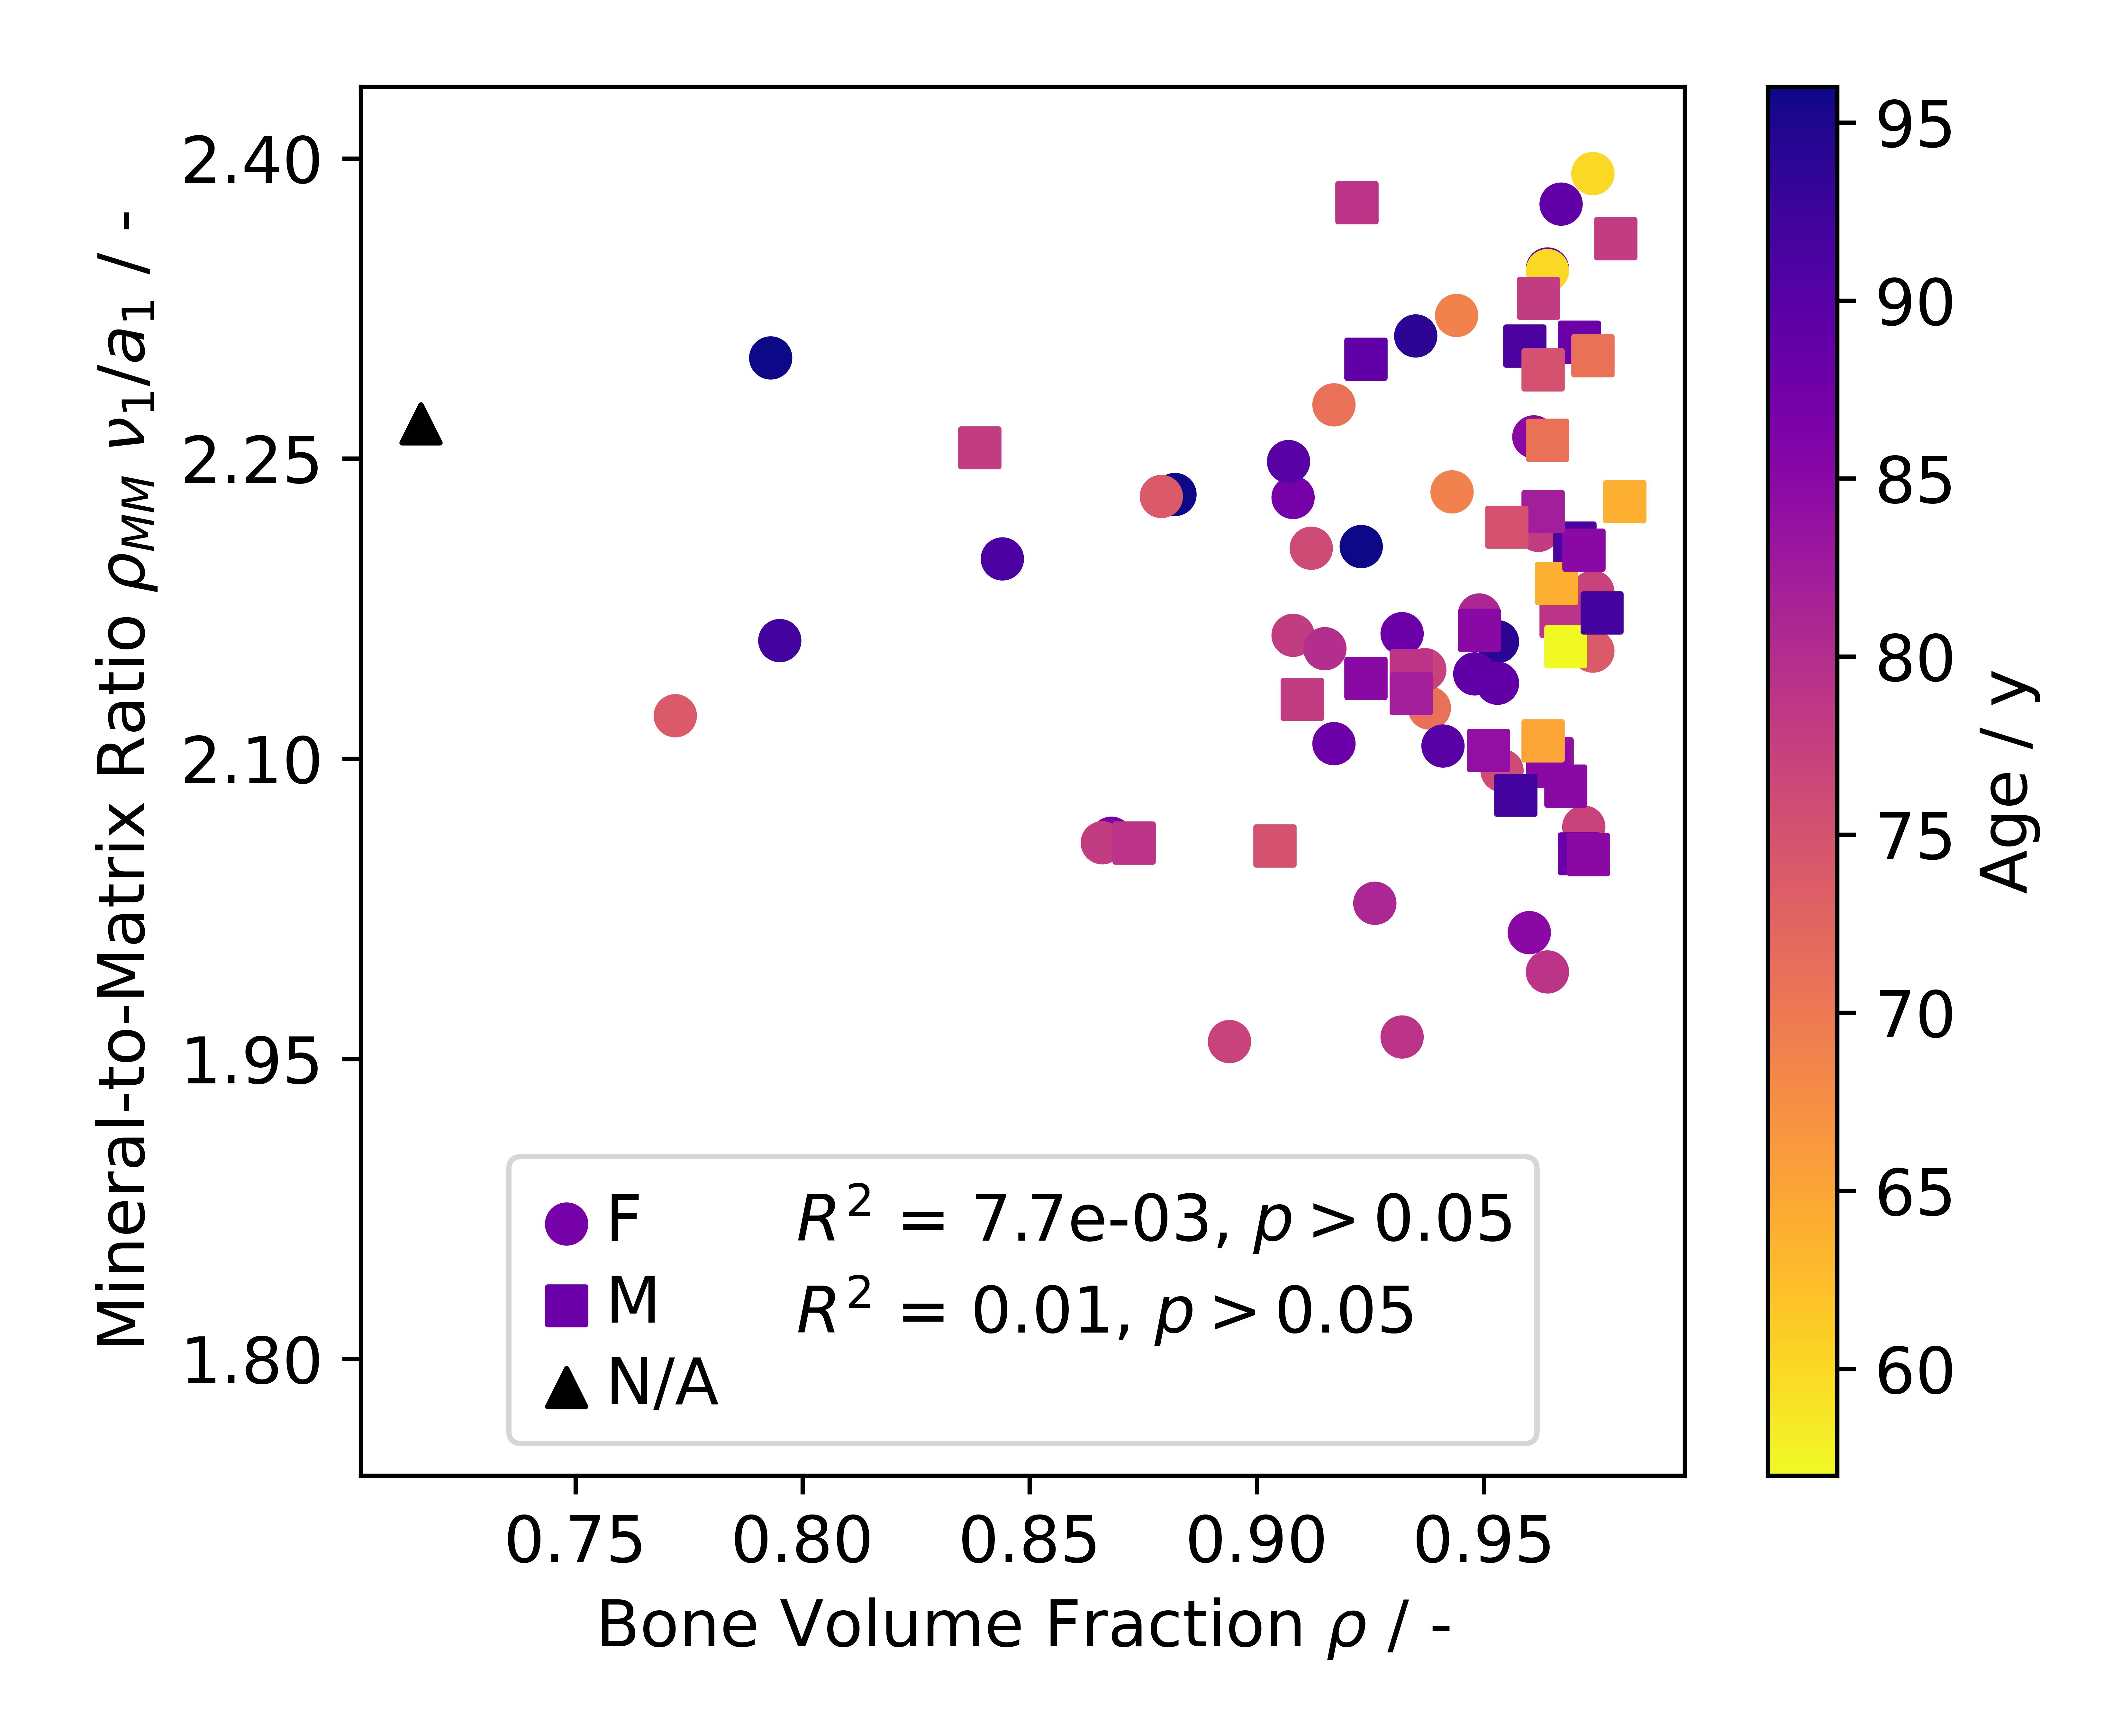 Mineral-to-Matrix Ratio ρMM ν1/a1 / -
2.40
2.25
2.10
1.95
1.80
F R² = 7.7e-03, p > 0.05
M R² = 0.01, p > 0.05
N/A
0.75 0.80 0.85 0.90 0.95
Bone Volume Fraction ρ / -
95
90
85
80
75
70
65
60
Age / y